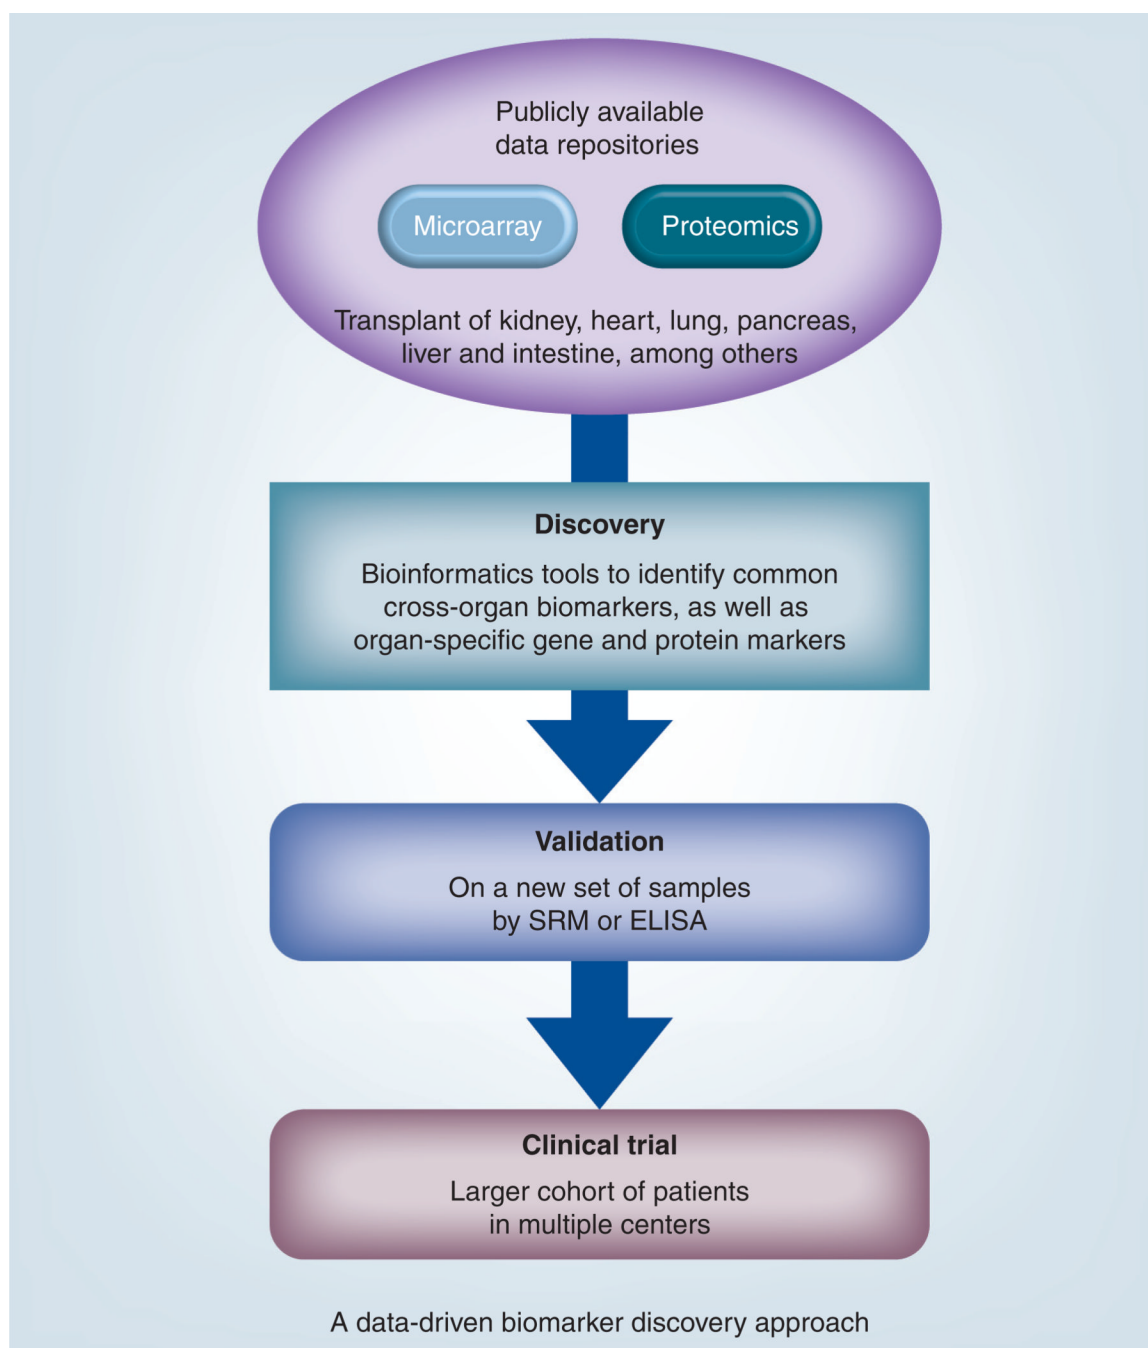 Publicly available
data repositories
Microarray
Proteomics
Transplant of kidney, heart, lung, pancreas,
liver and intestine, among others
Discovery
Bioinformatics tools to identify common
cross-organ biomarkers, as well as
organ-specific gene and protein markers
Validation
On a new set of samples
by SRM or ELISA
Clinical trial
Larger cohort of patients
in multiple centers
A data-driven biomarker discovery approach